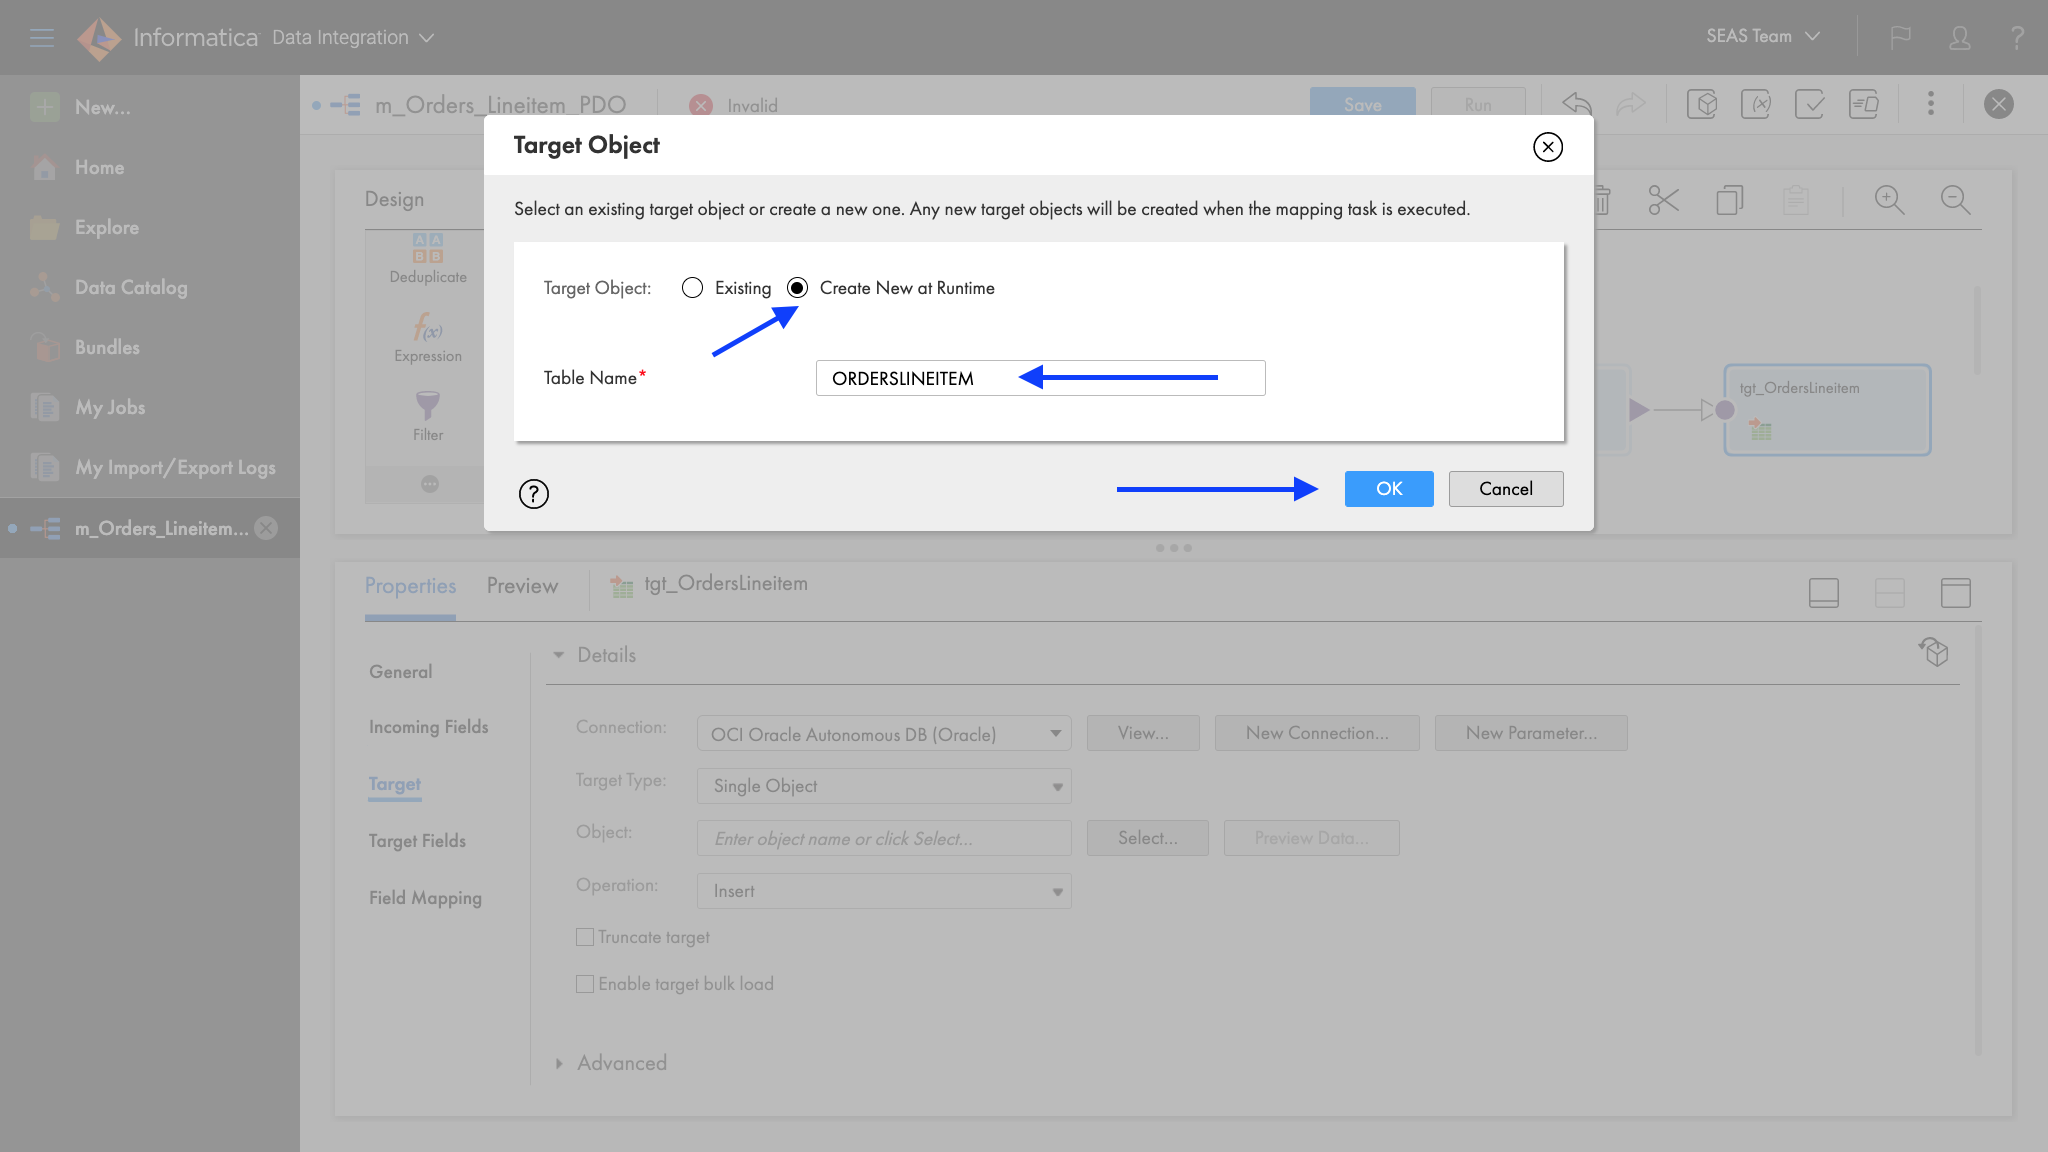 Informatica Data Integration
SEAS Team
?
New...
Home
Explore
Data Catalog
Bundles
My Jobs
My Import/Export Logs
m_Orders_Lineitem...
m_Orders_Lineitem_PDO
Invalid
Save
Run
Target Object
Select an existing target object or create a new one. Any new target objects will be created when the mapping task is executed.
Target Object: Existing Create New at Runtime
Table Name* ORDERSLINEITEM
? OK Cancel
Design
A A
B B
Deduplicate
f(x)
Expression
Filter
tgt_OrdersLineitem
Properties Preview tgt_OrdersLineitem
General
Incoming Fields
Target
Target Fields
Field Mapping
Details
Connection: OCI Oracle Autonomous DB (Oracle) View... New Connection... New Parameter...
Target Type: Single Object
Object: Enter object name or click Select... Select... Preview Data...
Operation: Insert
Truncate target
Enable target bulk load
Advanced